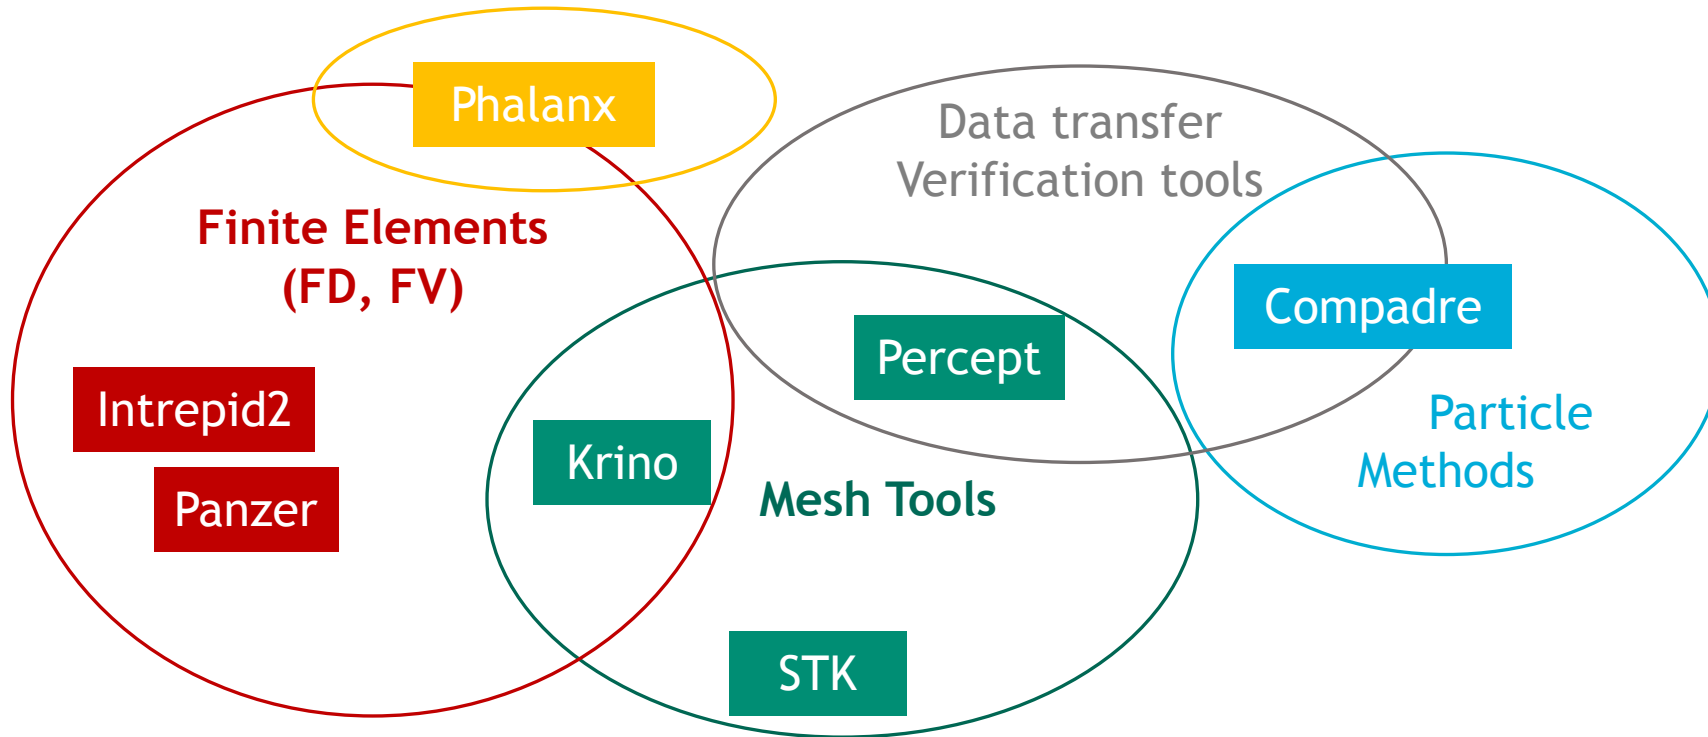 Phalanx
Data transfer
Verification tools
Finite Elements
(FD, FV)
Compadre
Percept
Intrepid2
Particle
Methods
Krino
Mesh Tools
Panzer
STK